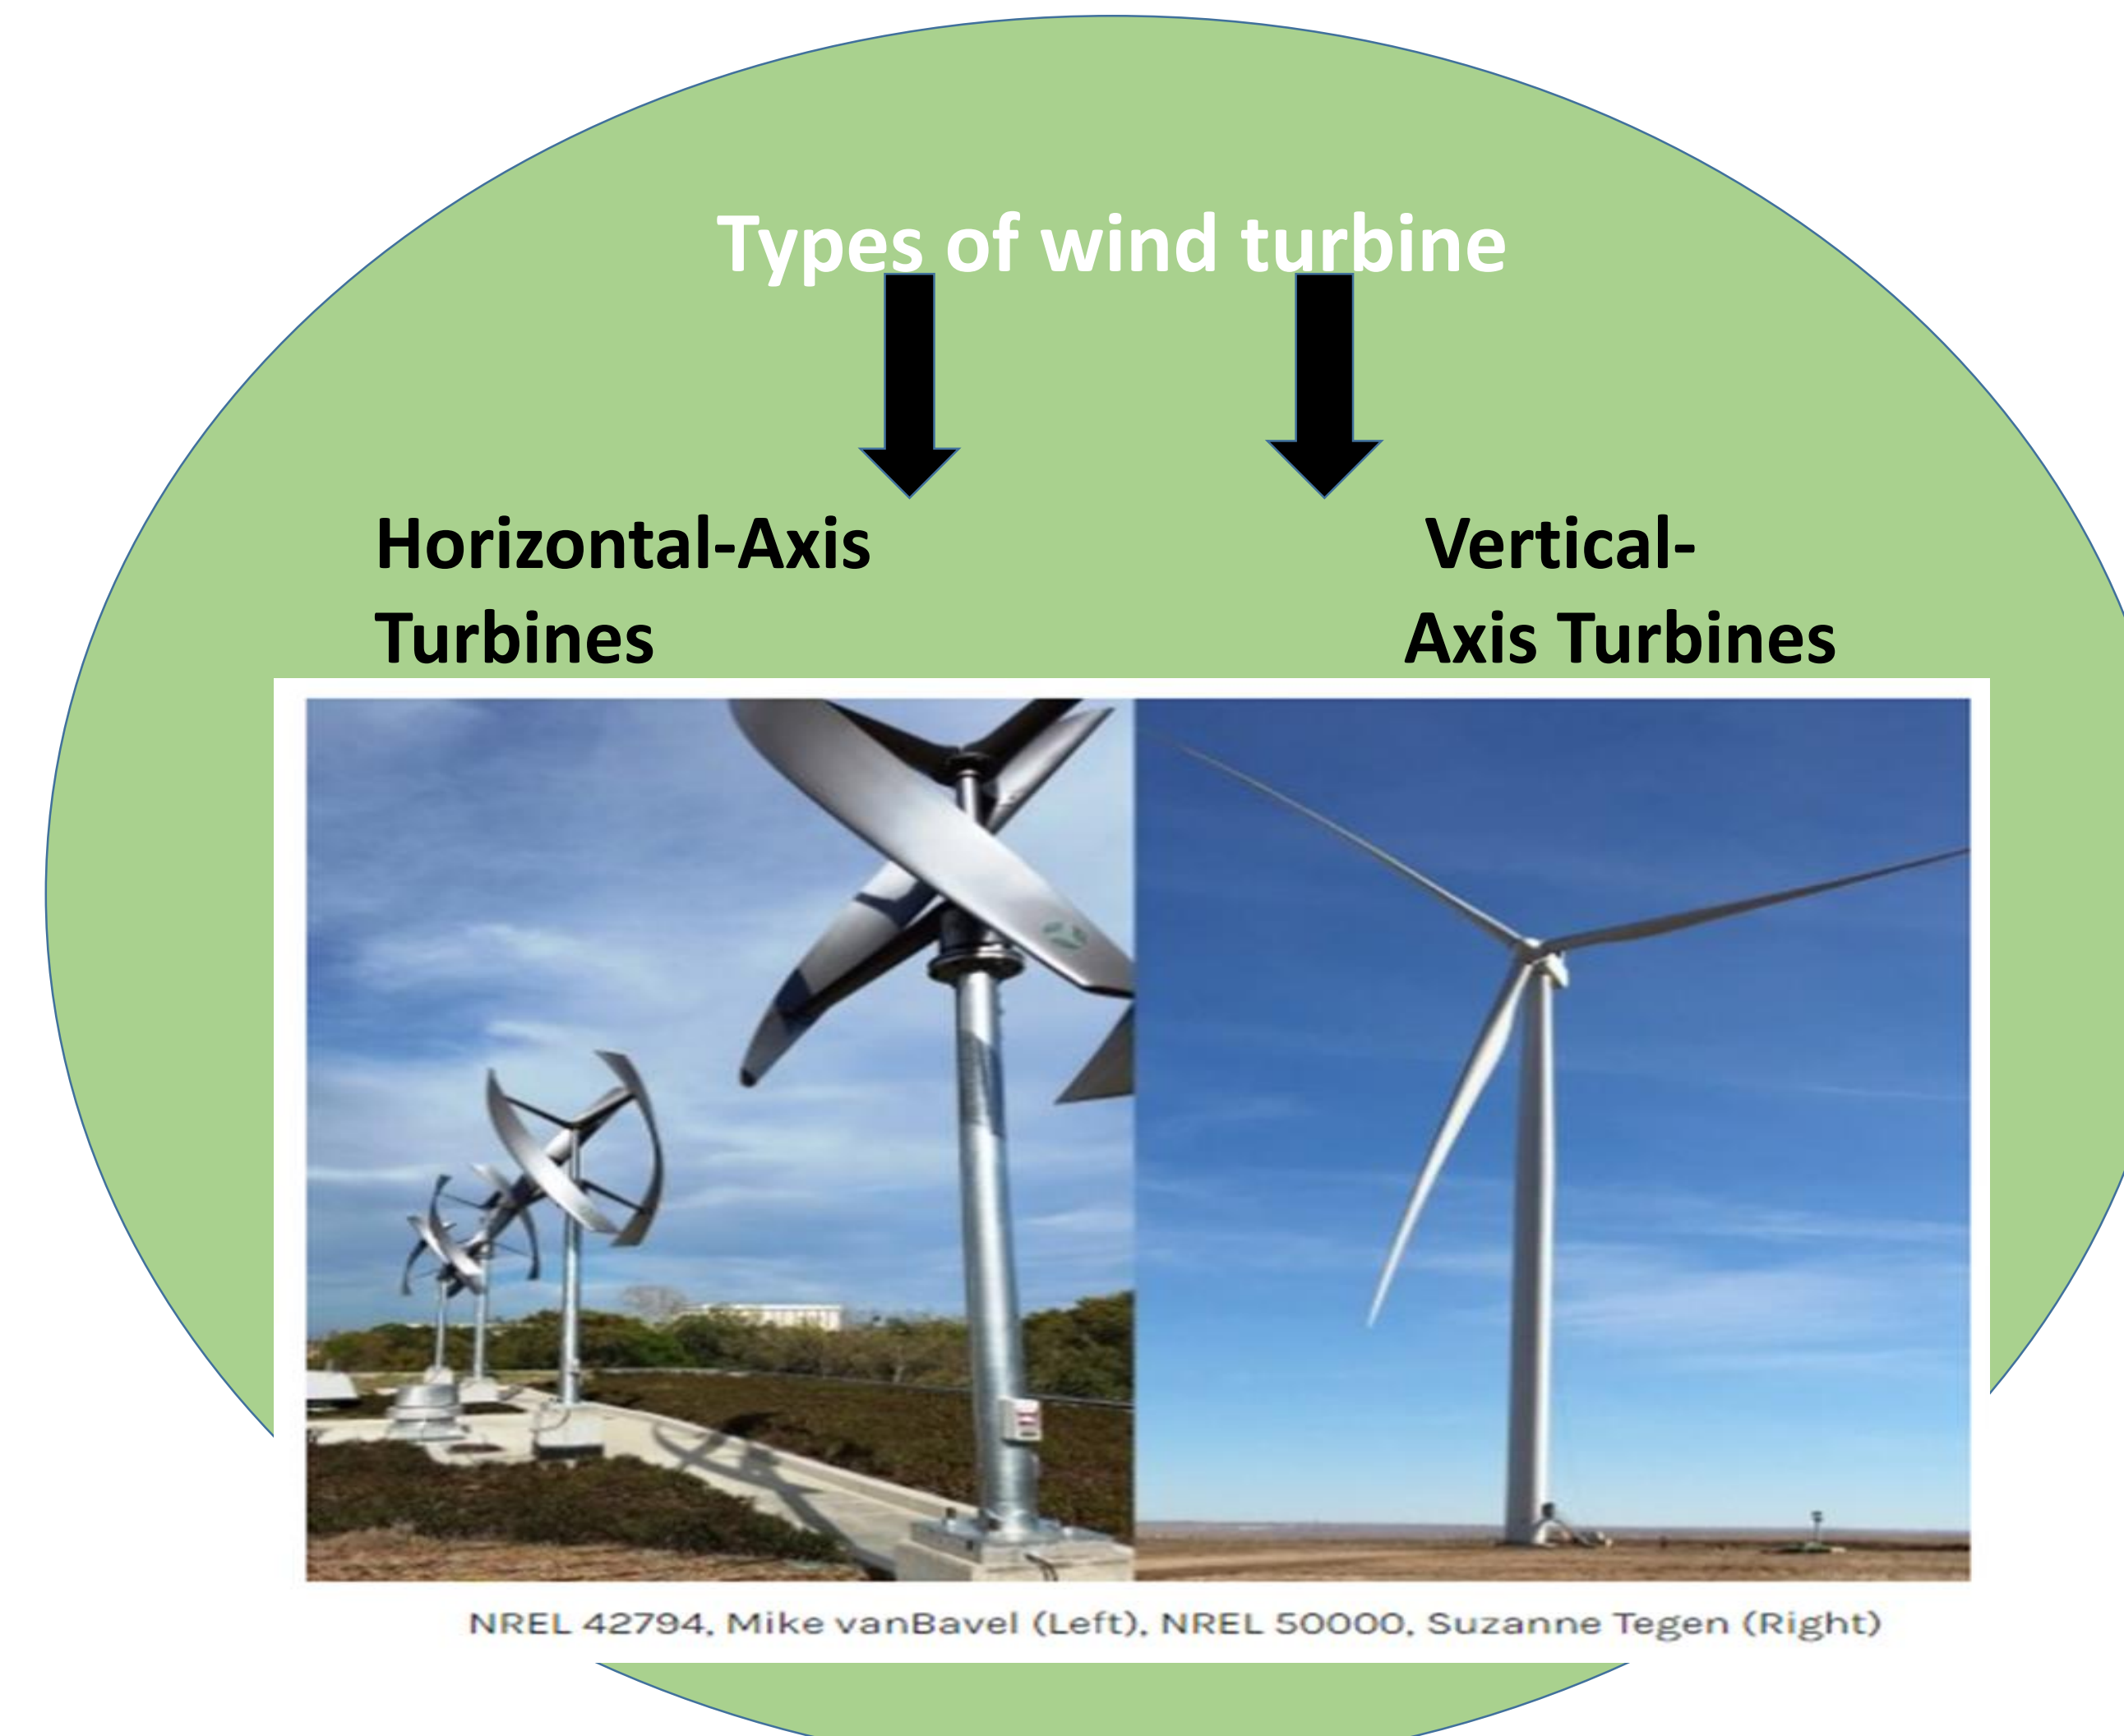 Types of wind turbine
Horizontal-Axis
Turbines
Vertical-
Axis Turbines
NREL 42794, Mike vanBavel (Left), NREL 50000, Suzanne Tegen (Right)